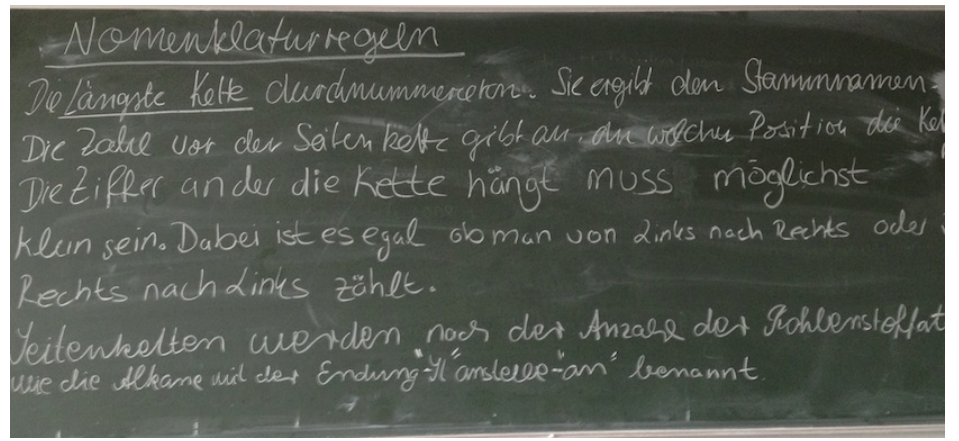 Nomenklaturregeln
Die Längste Kette durchnummerieren. Sie ergibt den Stammnamen
Die Zahl vor der Seitenkette gibt an, an welcher Position die Ket
Die Ziffer an der die Kette hängt muss möglichst
klein sein. Dabei ist es egal ob man von Links nach Rechts oder
Rechts nach Links zählt.
Seitenketten werden nach der Anzahl der Kohlenstoffat
wie die Alkane mit der Endung "-Yl" anstelle "-an" benannt.